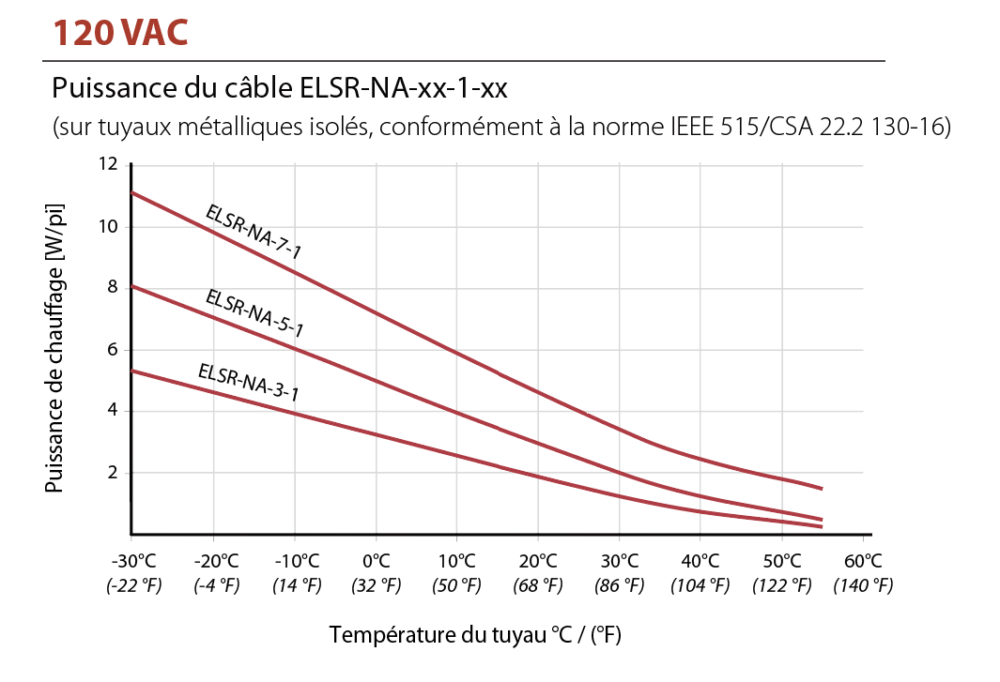 120 VAC
Puissance du câble ELSR-NA-xx-1-xx
(sur tuyaux métalliques isolés, conformément à la norme IEEE 515/CSA 22.2 130-16)
Puissance de chauffage [W/pi]
12
10
8
6
4
2
ELSR-NA-7-1
ELSR-NA-5-1
ELSR-NA-3-1
-30°C -20°C -10°C 0°C 10°C 20°C 30°C 40°C 50°C 60°C
(-22 °F) (-4 °F) (14 °F) (32 °F) (50 °F) (68 °F) (86 °F) (104 °F) (122 °F) (140 °F)
Température du tuyau °C / (°F)